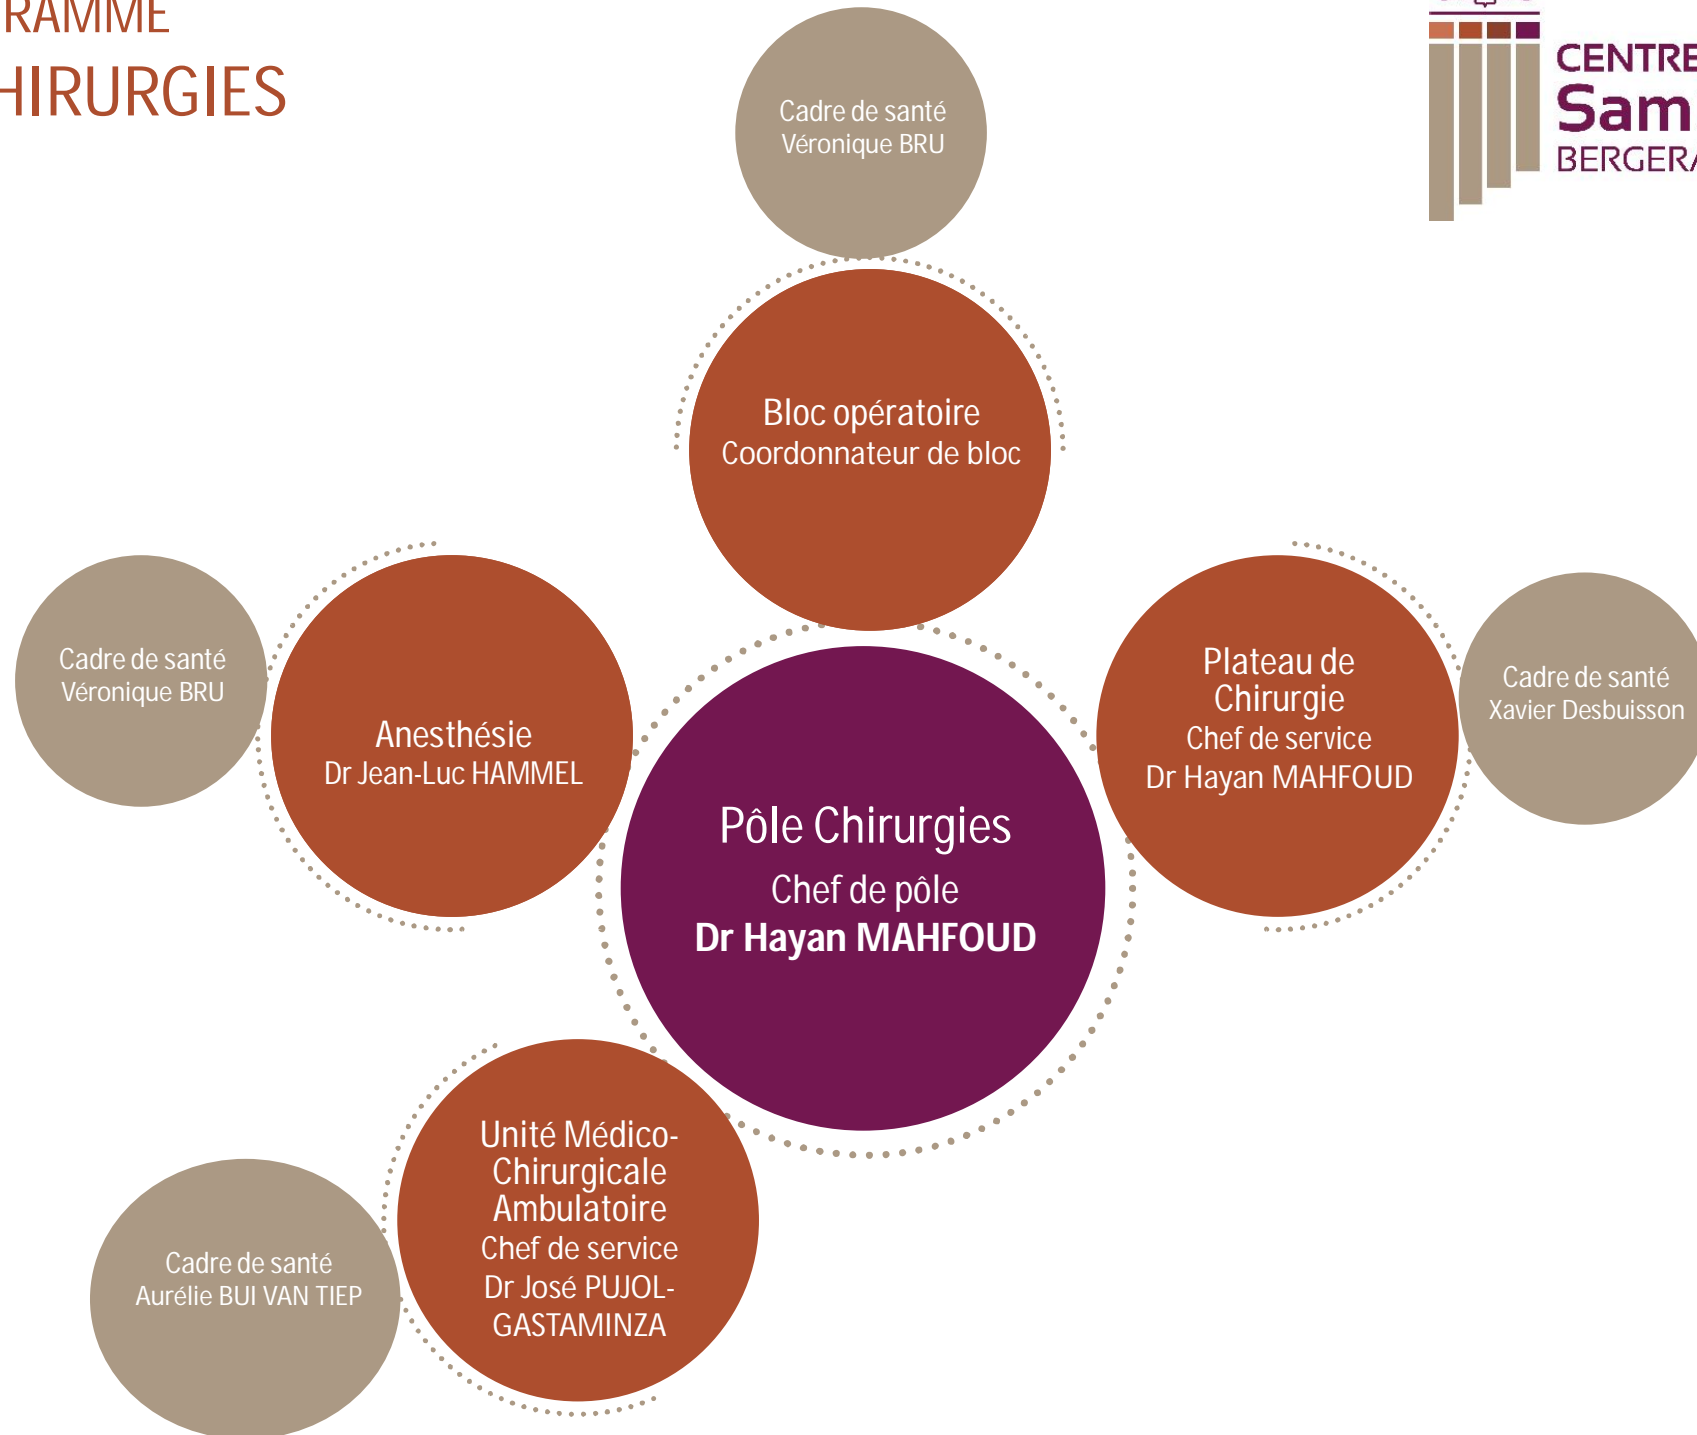 RAMME
HIRURGIES
CENTRE
Sam
BERGERA
Cadre de santé
Véronique BRU
Bloc opératoire
Coordonnateur de bloc
Cadre de santé
Véronique BRU
Anesthésie
Dr Jean-Luc HAMMEL
Plateau de
Chirurgie
Chef de service
Dr Hayan MAHFOUD
Cadre de santé
Xavier Desbuisson
Pôle Chirurgies
Chef de pôle
Dr Hayan MAHFOUD
Unité Médico-
Chirurgicale
Ambulatoire
Chef de service
Dr José PUJOL-
GASTAMINZA
Cadre de santé
Aurélie BUI VAN TIEP